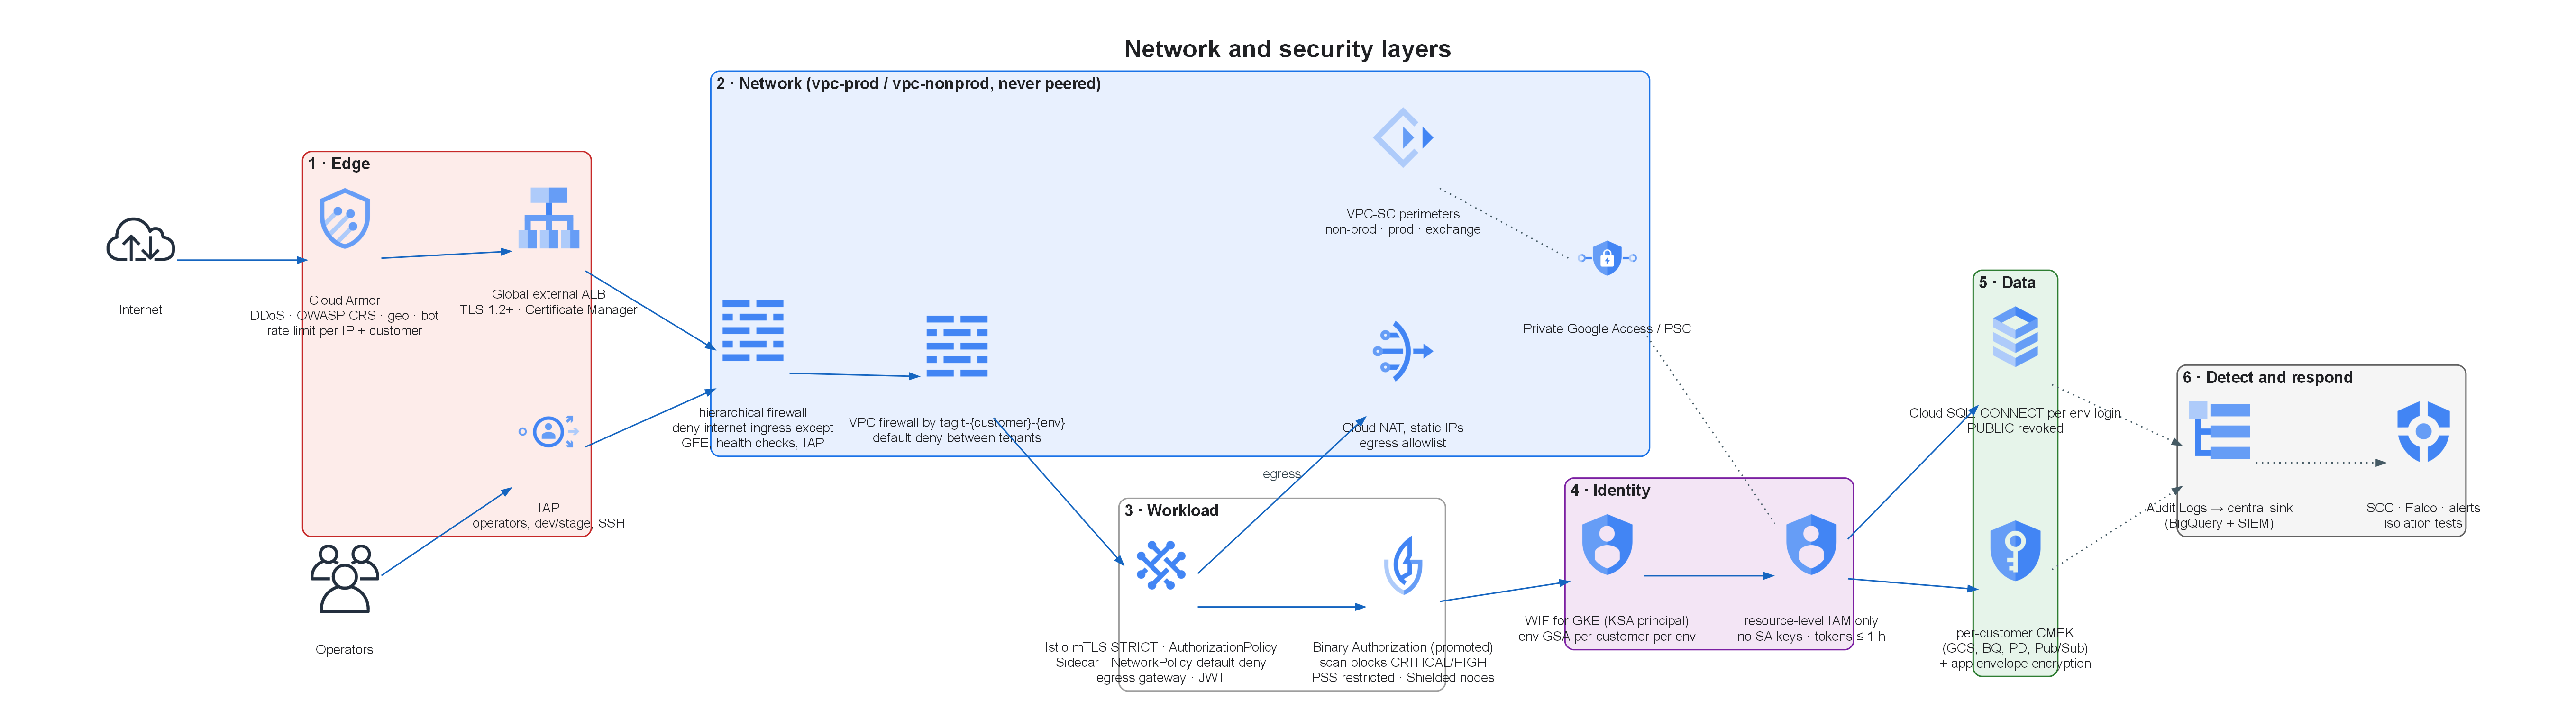 Network and security layers
2 · Network (vpc-prod / vpc-nonprod, never peered)
1 · Edge
VPC-SC perimeters
non-prod · prod · exchange
Internet
Cloud Armor
DDoS · OWASP CRS · geo · bot
rate limit per IP + customer
Global external ALB
TLS 1.2+ · Certificate Manager
Private Google Access / PSC
5 · Data
6 · Detect and respond
hierarchical firewall
deny internet ingress except
GFE, health checks, IAP
VPC firewall by tag t-{customer}-{env}
default deny between tenants
Cloud NAT, static IPs
egress allowlist
Cloud SQL CONNECT per env login
PUBLIC revoked
egress
4 · Identity
3 · Workload
IAP
operators, dev/stage, SSH
Audit Logs → central sink
(BigQuery + SIEM)
SCC · Falco · alerts
isolation tests
Operators
Istio mTLS STRICT · AuthorizationPolicy
Sidecar · NetworkPolicy default deny
egress gateway · JWT
Binary Authorization (promoted)
scan blocks CRITICAL/HIGH
PSS restricted · Shielded nodes
WIF for GKE (KSA principal)
env GSA per customer per env
resource-level IAM only
no SA keys · tokens ≤ 1 h
per-customer CMEK
(GCS, BQ, PD, Pub/Sub)
+ app envelope encryption